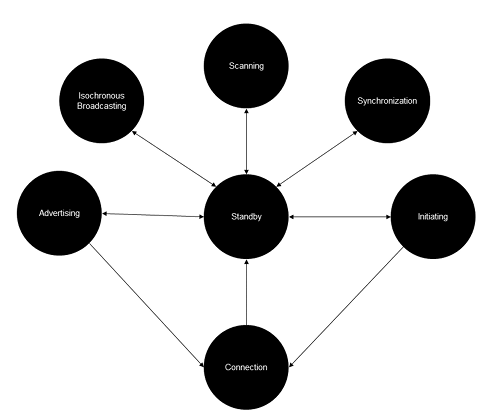 Scanning
Isochronous
Broadcasting
Synchronization
Advertising
Standby
Initiating
Connection